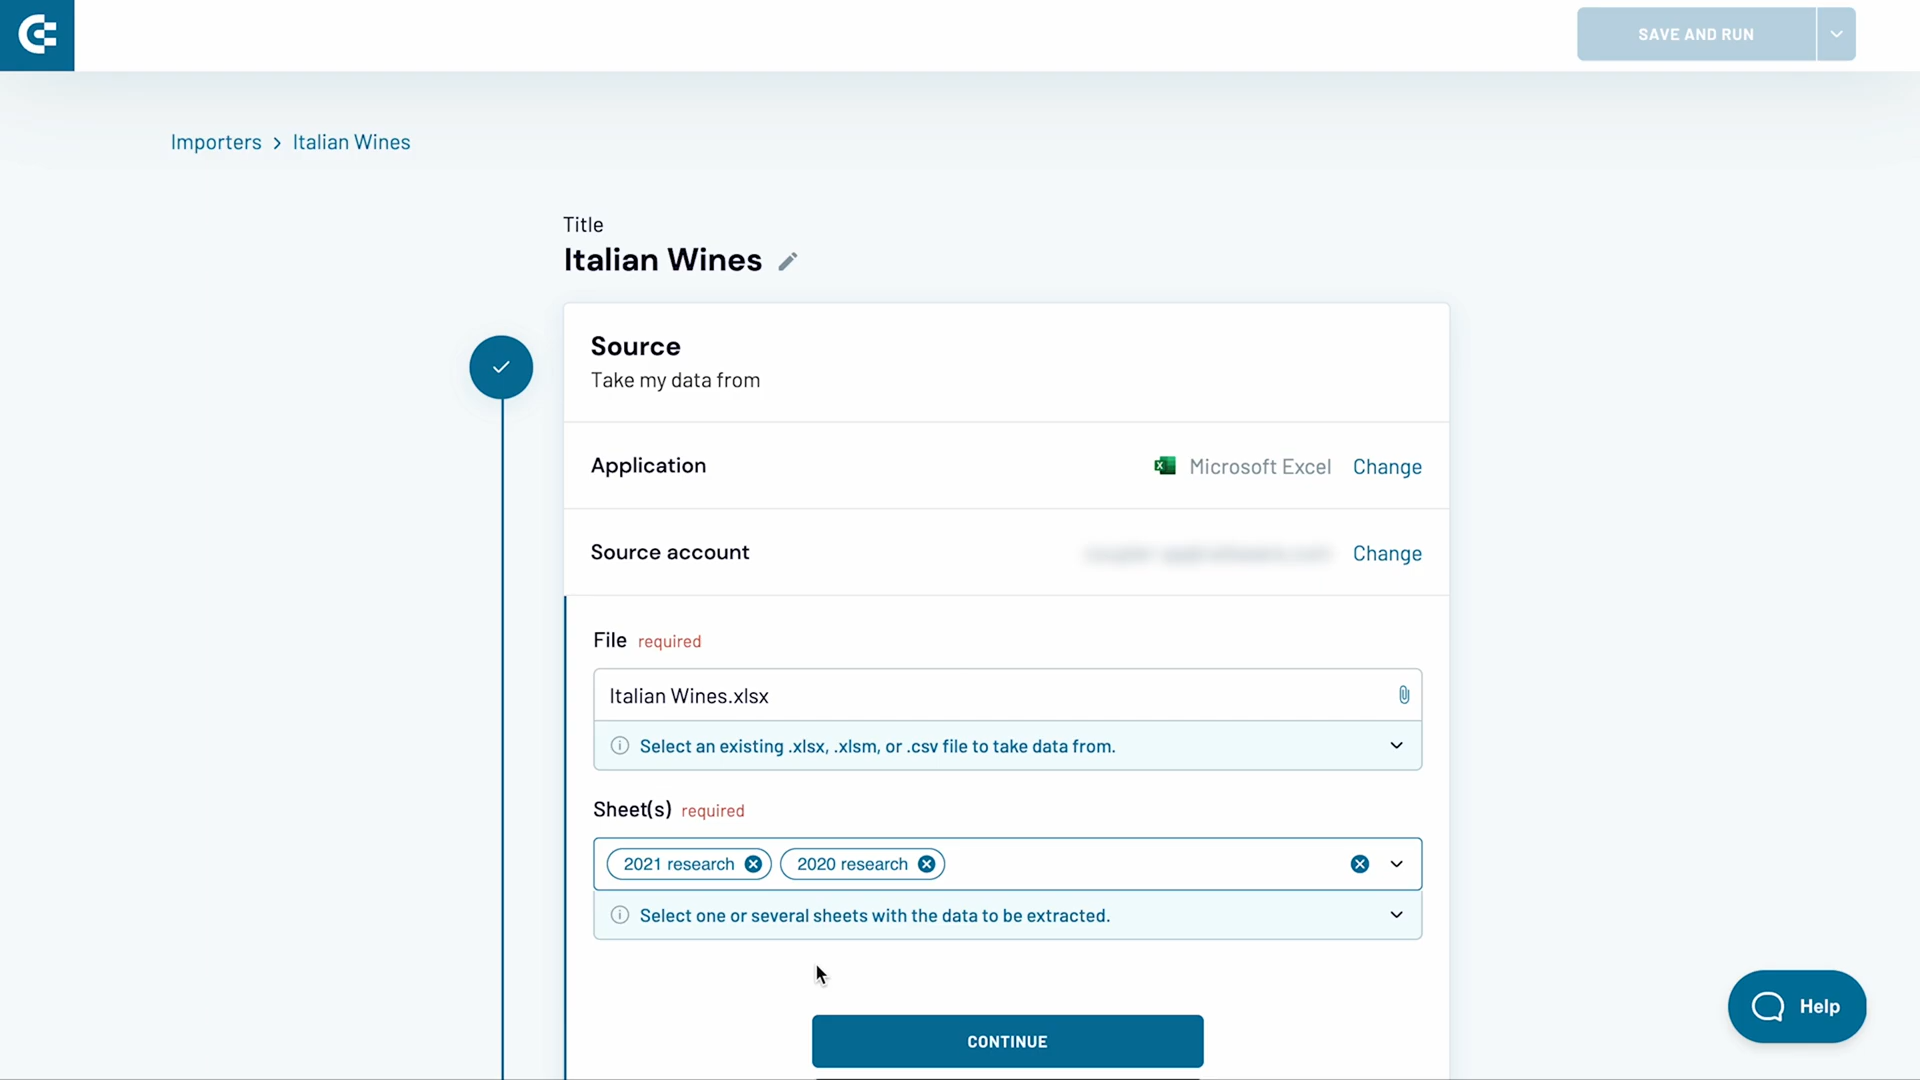 SAVE AND RUN
Importers > Italian Wines
Title
Italian Wines
Source
Take my data from
Application
Microsoft Excel Change
Source account
Change
File required
Italian Wines.xlsx
Select an existing .xlsx, .xlsm, or .csv file to take data from.
Sheet(s) required
2021 research 2020 research
Select one or several sheets with the data to be extracted.
CONTINUE
Help